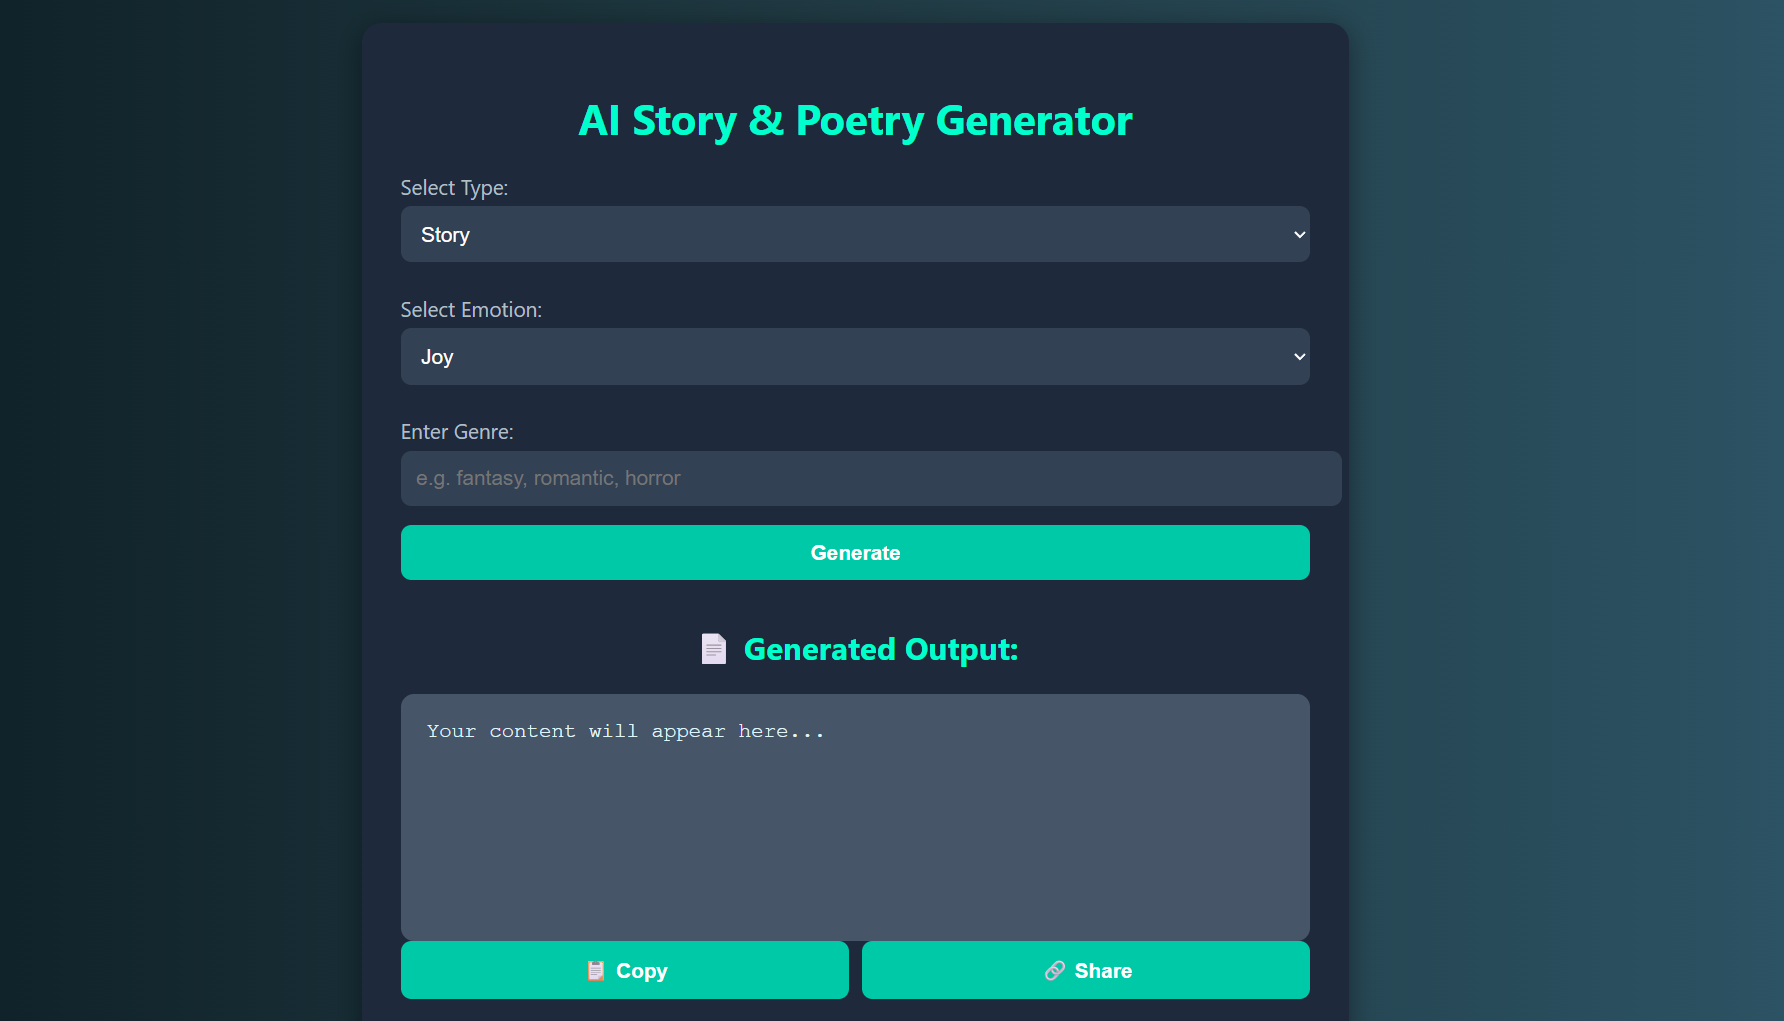 AI Story & Poetry Generator
Select Type:
Story
Select Emotion:
Joy
Enter Genre:
e.g. fantasy, romantic, horror
Generate
Generated Output:
Your content will appear here...
Copy
Share